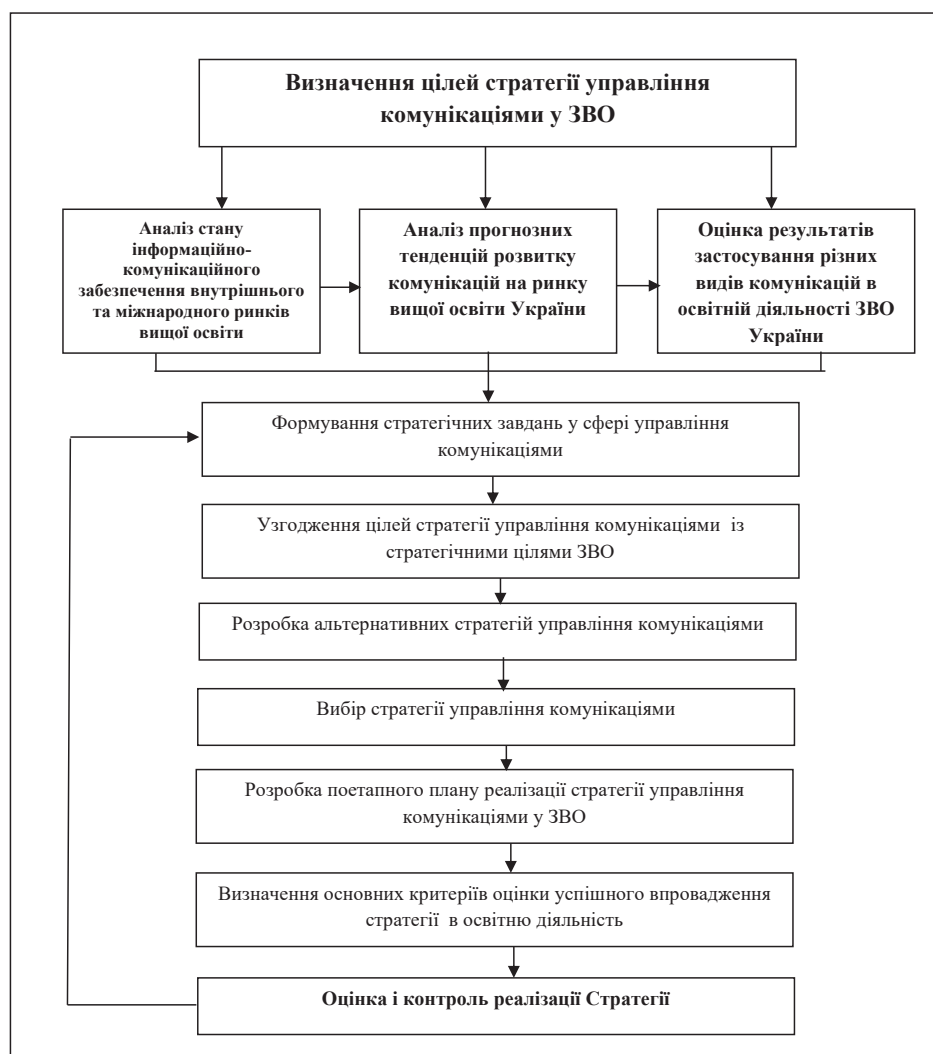 Визначення цілей стратегії управління
комунікаціями у ЗВО
Аналіз стану
інформаційно-
комунікаційного
забезпечення внутрішнього
та міжнародного ринків
вищої освіти
Аналіз прогнозних
тенденцій розвитку
комунікацій на ринку
вищої освіти України
Оцінка результатів
застосування різних
видів комунікацій в
освітній діяльності ЗВО
України
Формування стратегічних завдань у сфері управління
комунікаціями
Узгодження цілей стратегії управління комунікаціями із
стратегічними цілями ЗВО
Розробка альтернативних стратегій управління комунікаціями
Вибір стратегії управління комунікаціями
Розробка поетапного плану реалізації стратегії управління
комунікаціями у ЗВО
Визначення основних критеріїв оцінки успішного впровадження
стратегії в освітню діяльність
Оцінка і контроль реалізації Стратегії